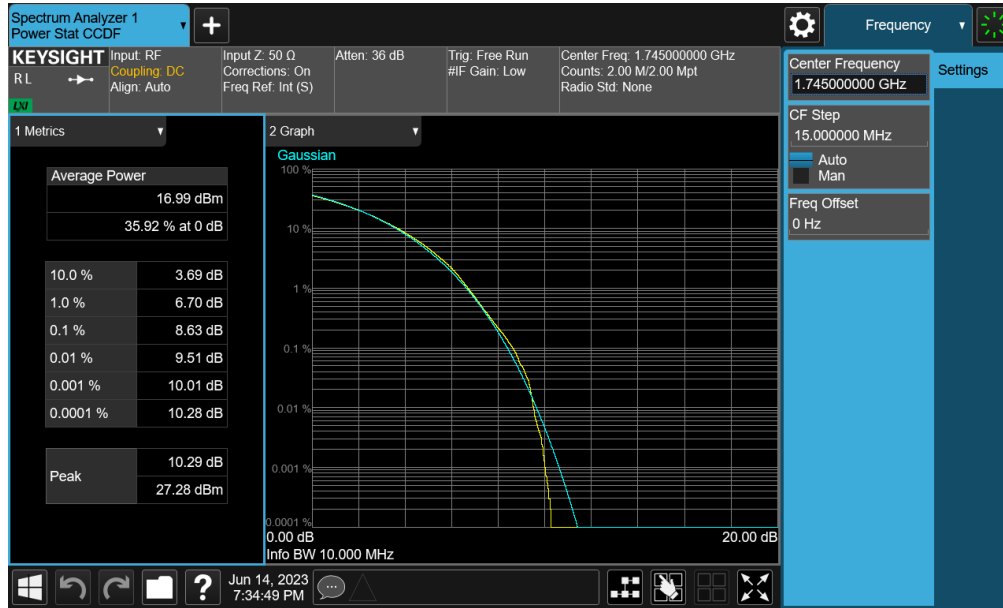 Spectrum Analyzer 1
Power Stat CCDF
Frequency
KEYSIGHT
R L
LXI
Input: RF
Coupling: DC
Align: Auto
Input Z: 50 Ω
Corrections: On
Freq Ref: Int (S)
Atten: 36 dB
Trig: Free Run
#IF Gain: Low
Center Freq: 1.745000000 GHz
Counts: 2.00 M/2.00 Mpt
Radio Std: None
Center Frequency
1.745000000 GHz
Settings
CF Step
15.000000 MHz
Auto
Man
Freq Offset
0 Hz
1 Metrics
Average Power
16.99 dBm
35.92 % at 0 dB
10.0 % 3.69 dB
1.0 % 6.70 dB
0.1 % 8.63 dB
0.01 % 9.51 dB
0.001 % 10.01 dB
0.0001 % 10.28 dB
Peak
10.29 dB
27.28 dBm
2 Graph
Gaussian
100 %
10 %
1 %
0.1 %
0.01 %
0.001 %
0.0001 %
0.00 dB 20.00 dB
Info BW 10.000 MHz
?
Jun 14, 2023
7:34:49 PM